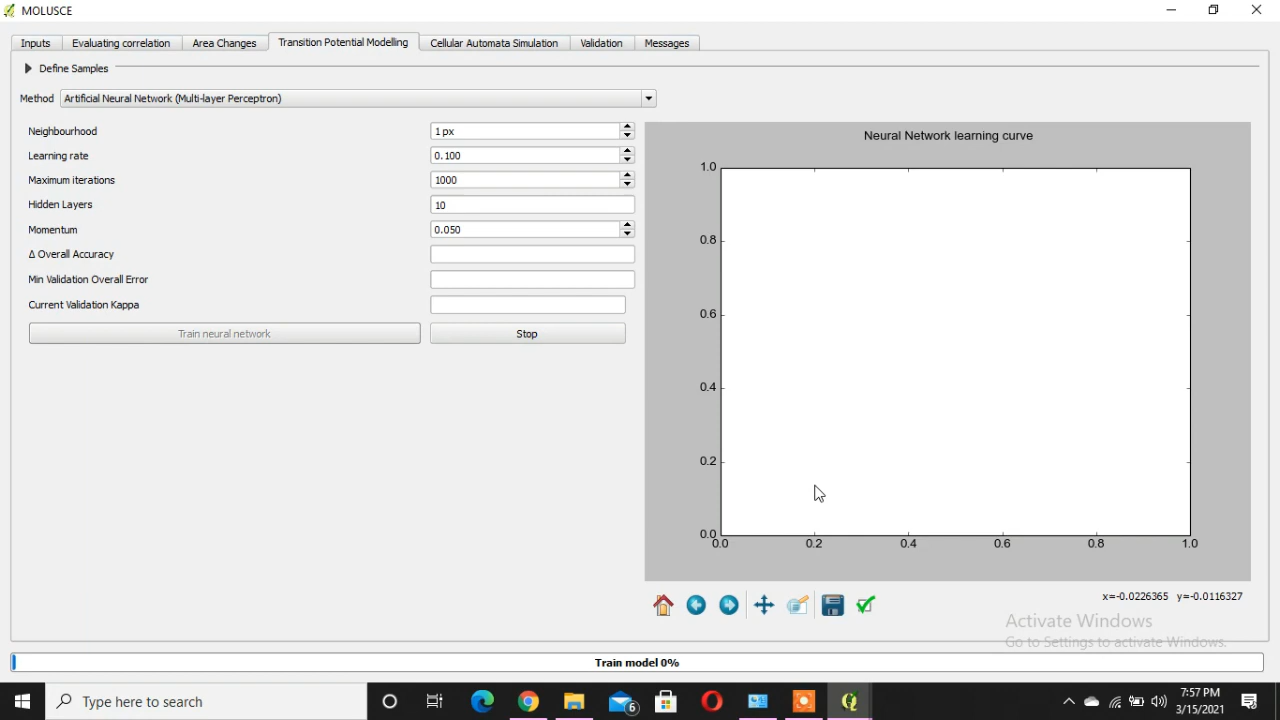 MOLUSCE
Inputs Evaluating correlation Area Changes Transition Potential Modelling Cellular Automata Simulation Validation Messages
Define Samples
Method Artificial Neural Network (Multi-layer Perceptron)
Neighbourhood 1 px
Learning rate 0.100
Maximum iterations 1000
Hidden Layers 10
Momentum 0.050
Δ Overall Accuracy
Min Validation Overall Error
Current Validation Kappa
Train neural network Stop
Neural Network learning curve
1.0
0.8
0.6
0.4
0.2
0.0
0.0 0.2 0.4 0.6 0.8 1.0
x=-0.0226365 y=-0.0116327
Activate Windows
Go to Settings to activate Windows.
Train model 0%
Type here to search
6
7:57 PM
3/15/2021